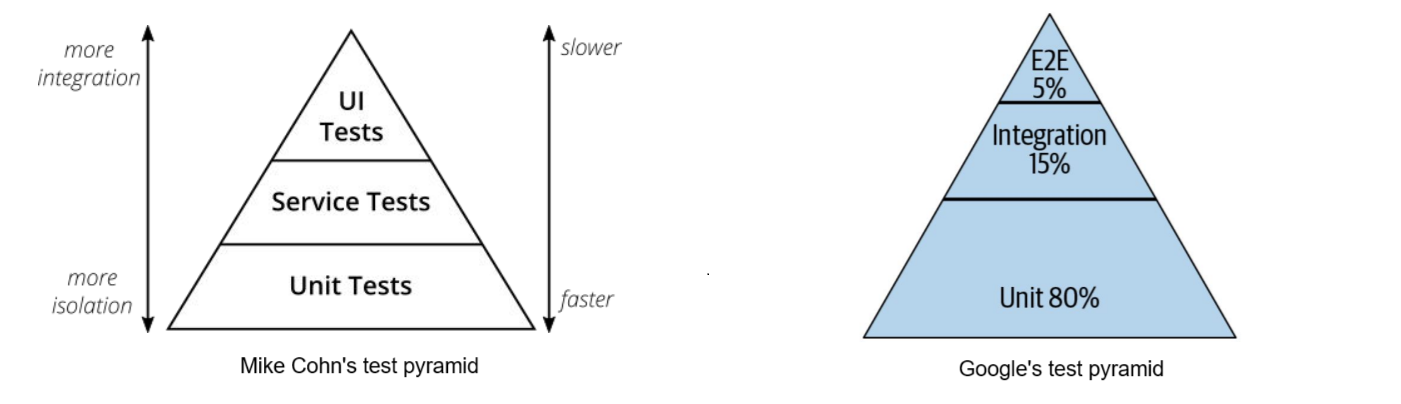 more
integration
more
isolation
UI
Tests
Service Tests
Unit Tests
slower
faster
Mike Cohn's test pyramid
E2E
5%
Integration
15%
Unit 80%
Google's test pyramid